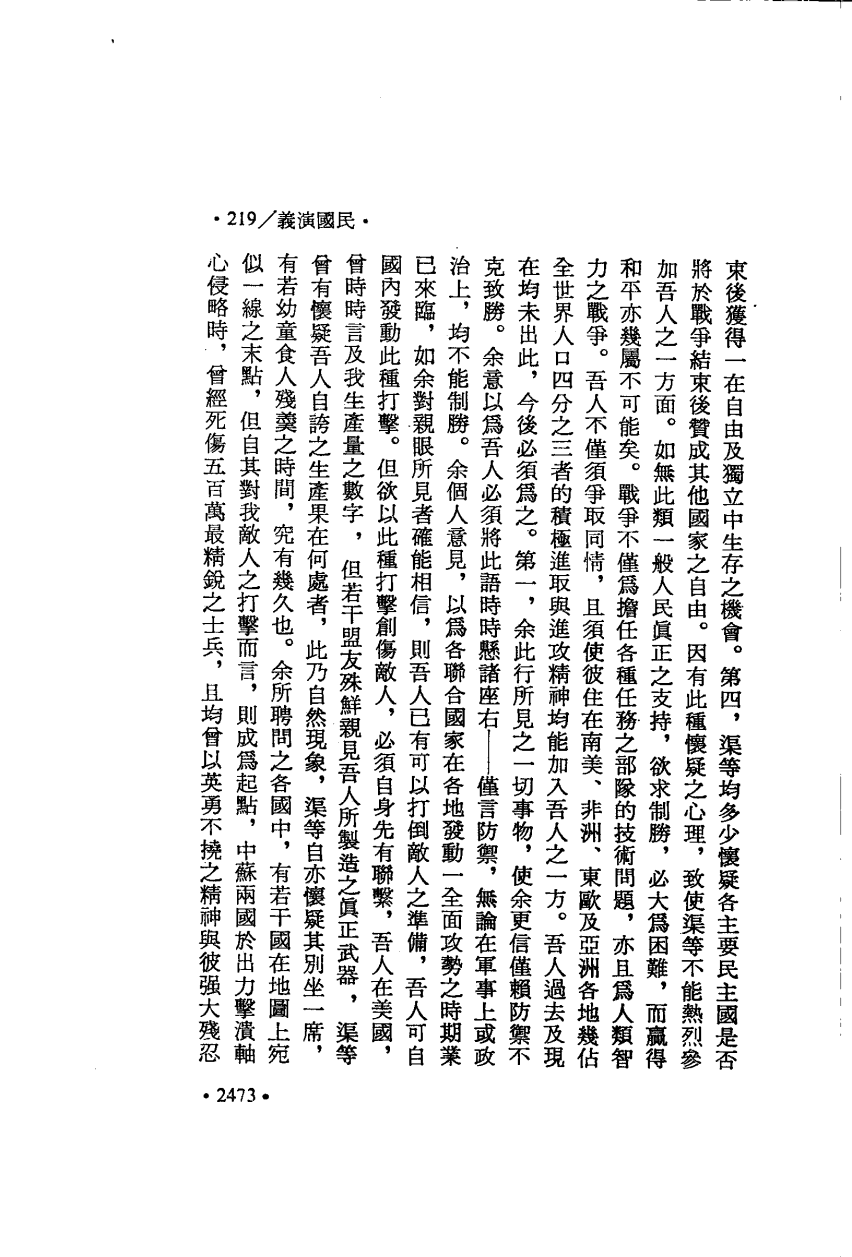 ・219／義演國民・
束後獲得一在自由及獨立中生存之機會。第四，渠等均多少懷疑各主要民主國是否
將於戰爭結束後贊成其他國家之自由。因有此種懷疑之心理，致使渠等不能熱烈參
加吾人之一方面。如無此類一般人民眞正之支持，欲求制勝，必大爲困難，而贏得
和平亦幾屬不可能矣。戰爭不僅爲擔任各種任務之部隊的技術問題，亦且爲人類智
力之戰爭。吾人不僅須爭取同情，且須使彼住在南美、非洲、東歐及亞洲各地幾佔
全世界人口四分之三者的積極進取與進攻精神均能加入吾人之一方。吾人過去及現
在均未出此，今後必須爲之。第一，余此行所見之一切事物，使余更信僅賴防禦不
克致勝。余意以爲吾人必須將此語時時懸諸座右——僅言防禦，無論在軍事上或政
治上，均不能制勝。余個人意見，以爲各聯合國家在各地發動一全面攻勢之時期業
已來臨，如余對親眼所見者確能相信，則吾人已有可以打倒敵人之準備，吾人可自
國內發動此種打擊。但欲以此種打擊創傷敵人，必須自身先有聯繫，吾人在美國，
曾時時言及我生產量之數字，但若干盟友殊鮮親見吾人所製造之眞正武器，渠等
曾有懷疑吾人自誇之生產果在何處者，此乃自然現象，渠等自亦懷疑其別坐一席，
有若幼童食人殘羹之時間，究有幾久也。余所聘問之各國中，有若干國在地圖上宛
似一線之末點，但自其對我敵人之打擊而言，則成爲起點，中蘇兩國於出力擊潰軸
心侵略時，曾經死傷五百萬最精銳之士兵，且均曾以英勇不撓之精神與彼强大殘忍
・2473・